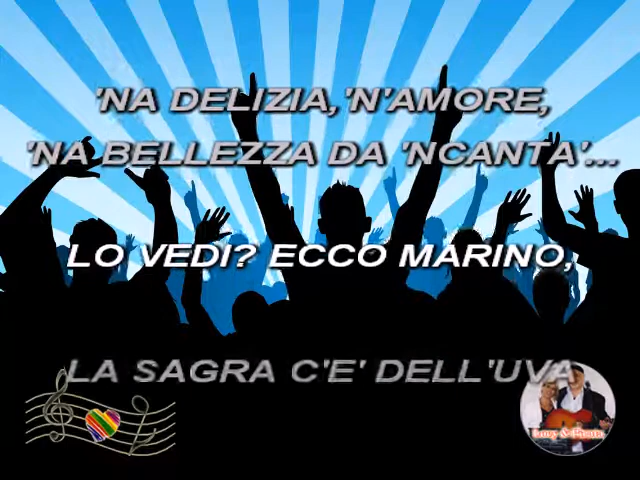 'NA DELIZIA,'N'AMORE,
'NA BELLEZZA DA 'NCANTA'...
LO VEDI? ECCO MARINO,
LA SAGRA C'E' DELL'UVA